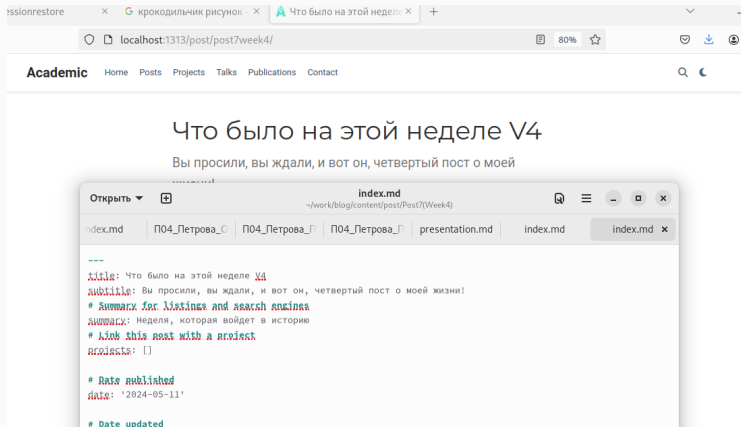 essionrestore
крокодильчик рисунок -
Что было на этой неделе
localhost:1313/post/post7week4/
80%
Academic Home Posts Projects Talks Publications Contact
Что было на этой неделе V4
Вы просили, вы ждали, и вот он, четвертый пост о моей
жизни!
Открыть
index.md
~/work/blog/content/post/Post7(Week4)
ndex.md П04_Петрова_С П04_Петрова_П П04_Петрова_П presentation.md index.md index.md
---
title: Что было на этой неделе V4
subtitle: Вы просили, вы ждали, и вот он, четвертый пост о моей жизни!
# Summary for listings and search engines
summary: Неделя, которая войдет в историю
# Link this post with a project
projects: []
# Date published
date: '2024-05-11'
# Date updated